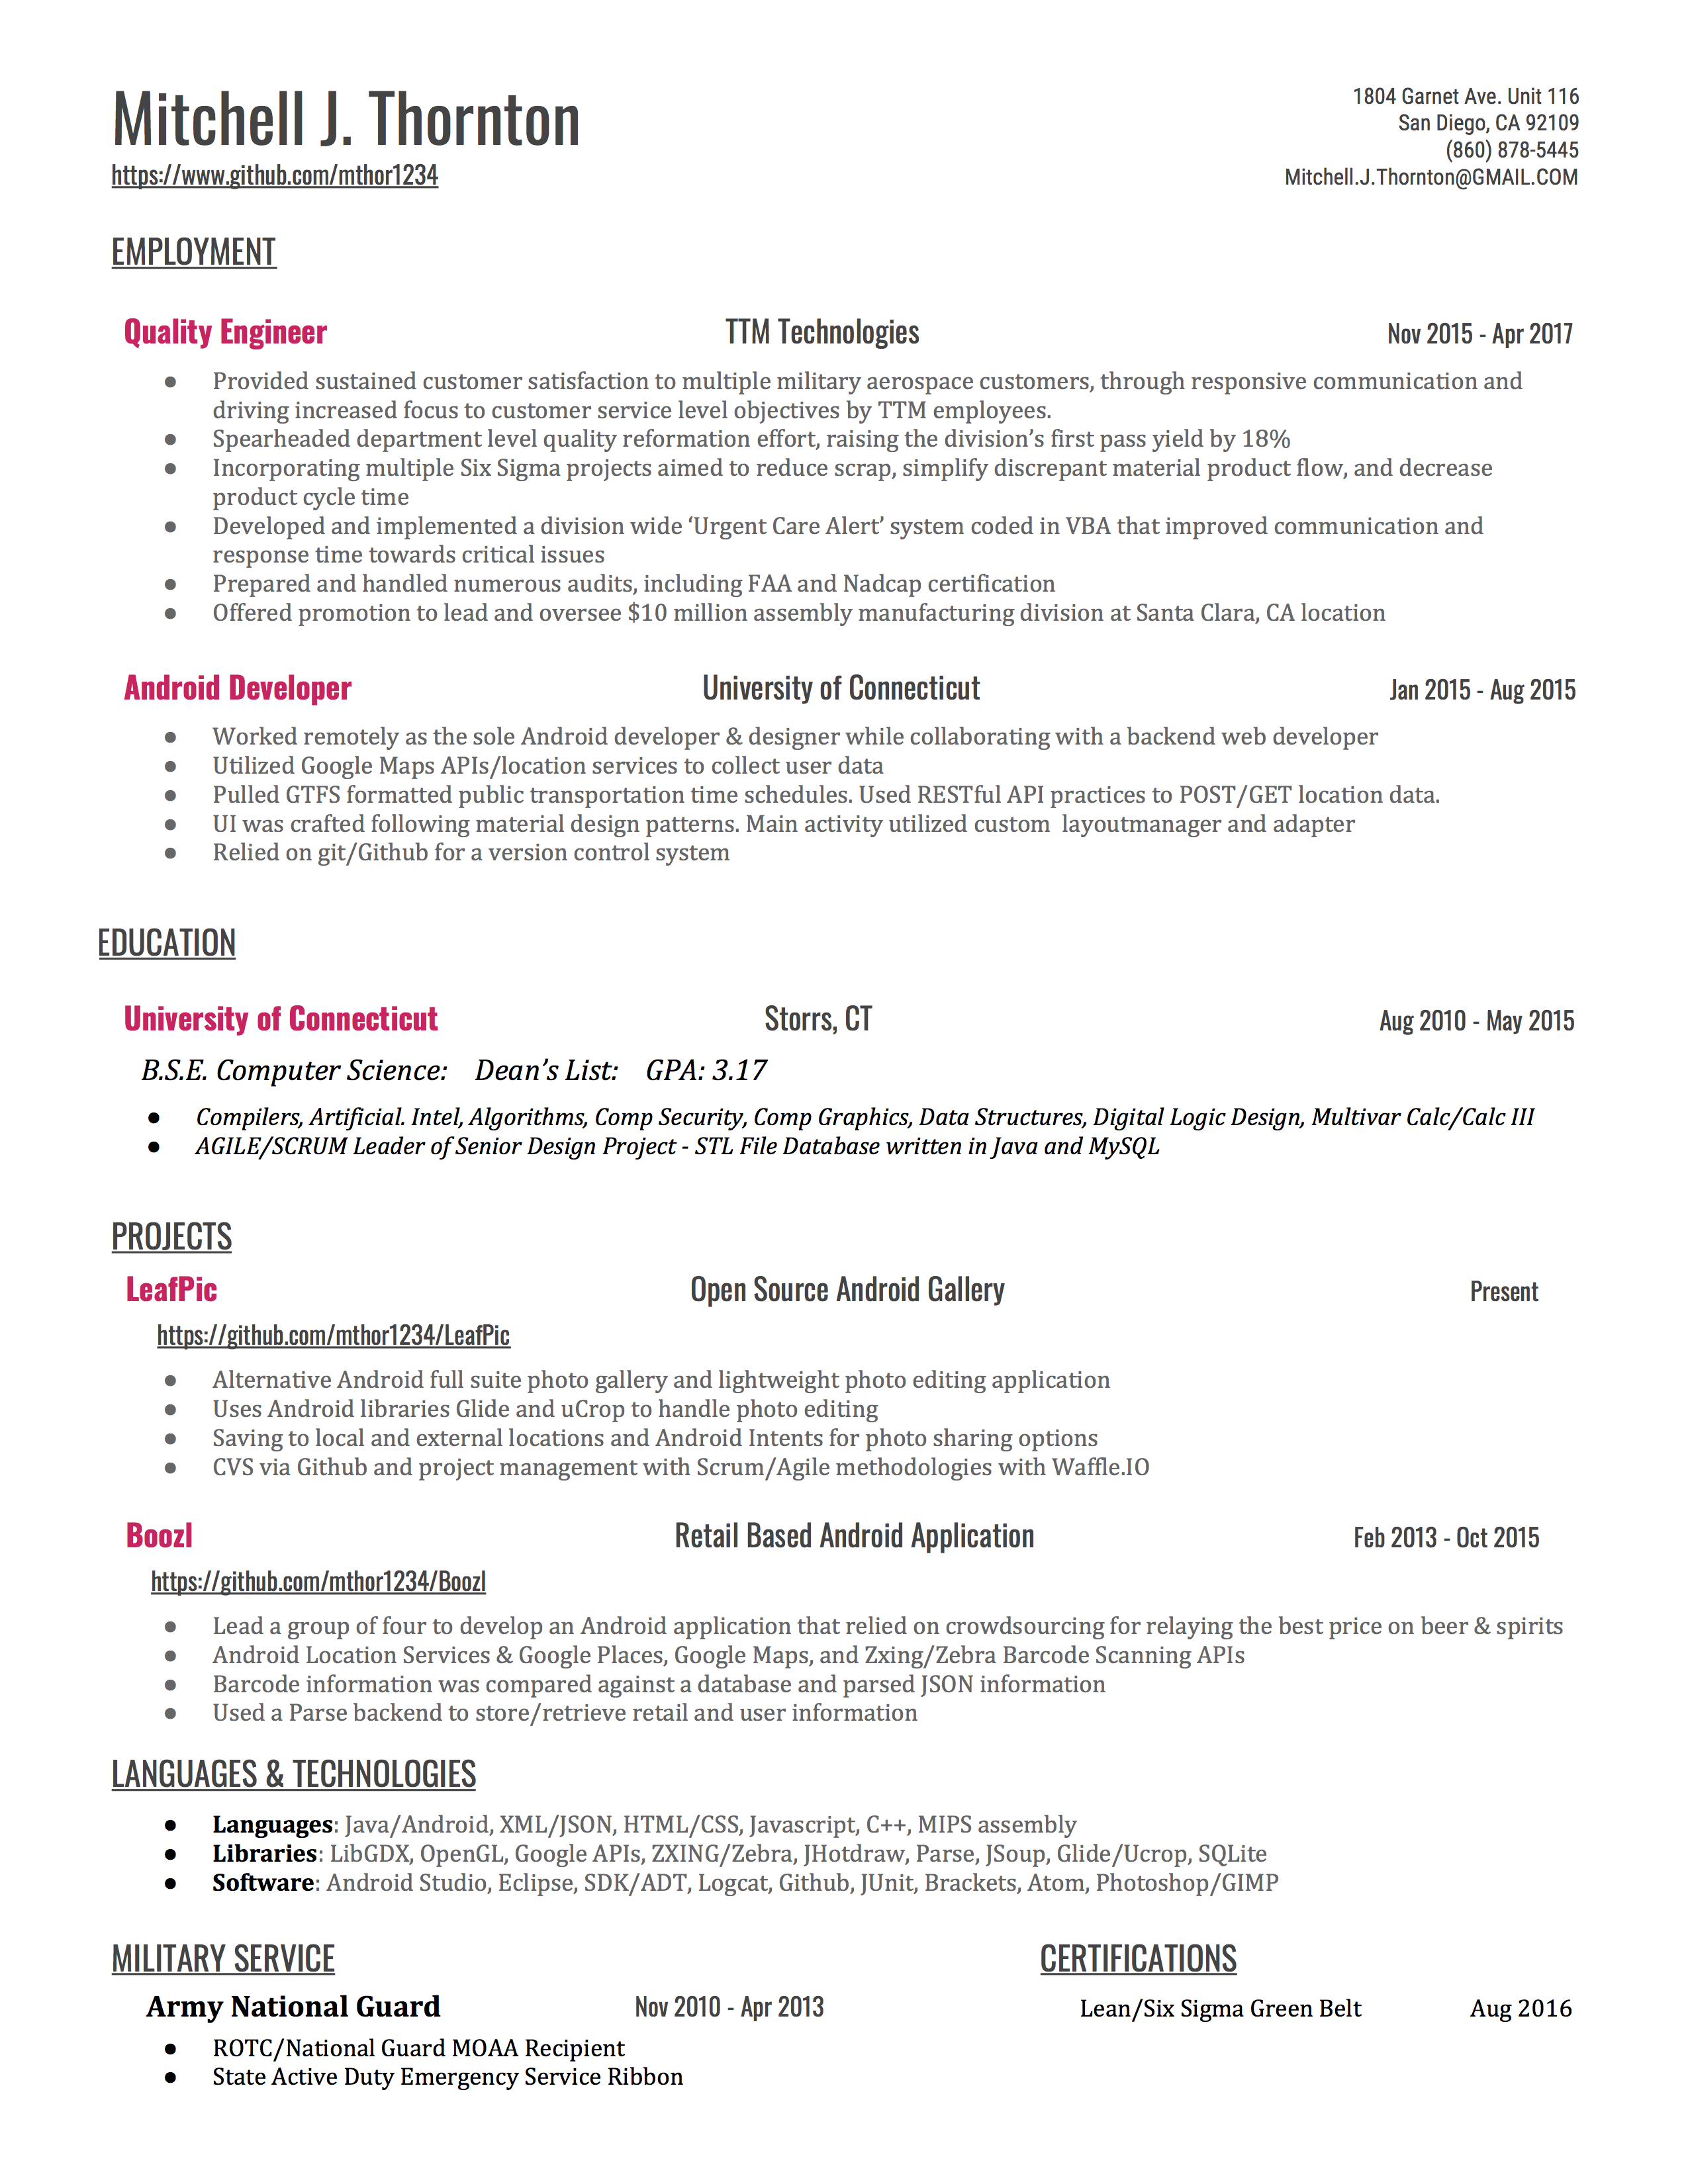 Mitchell J. Thornton
https://www.github.com/mthor1234
1804 Garnet Ave. Unit 116
San Diego, CA 92109
(860) 878-5445
Mitchell.J.Thornton@GMAIL.COM
EMPLOYMENT
Quality Engineer TTM Technologies Nov 2015 - Apr 2017
● Provided sustained customer satisfaction to multiple military aerospace customers, through responsive communication and
driving increased focus to customer service level objectives by TTM employees.
● Spearheaded department level quality reformation effort, raising the division’s first pass yield by 18%
● Incorporating multiple Six Sigma projects aimed to reduce scrap, simplify discrepant material product flow, and decrease
product cycle time
● Developed and implemented a division wide ‘Urgent Care Alert’ system coded in VBA that improved communication and
response time towards critical issues
● Prepared and handled numerous audits, including FAA and Nadcap certification
● Offered promotion to lead and oversee $10 million assembly manufacturing division at Santa Clara, CA location
Android Developer University of Connecticut Jan 2015 - Aug 2015
● Worked remotely as the sole Android developer & designer while collaborating with a backend web developer
● Utilized Google Maps APIs/location services to collect user data
● Pulled GTFS formatted public transportation time schedules. Used RESTful API practices to POST/GET location data.
● UI was crafted following material design patterns. Main activity utilized custom  layoutmanager and adapter
● Relied on git/Github for a version control system
EDUCATION
University of Connecticut Storrs, CT Aug 2010 - May 2015
B.S.E. Computer Science: Dean’s List: GPA: 3.17
● Compilers, Artificial. Intel, Algorithms, Comp Security, Comp Graphics, Data Structures, Digital Logic Design, Multivar Calc/Calc III
● AGILE/SCRUM Leader of Senior Design Project - STL File Database written in Java and MySQL
PROJECTS
LeafPic Open Source Android Gallery Present
https://github.com/mthor1234/LeafPic
● Alternative Android full suite photo gallery and lightweight photo editing application
● Uses Android libraries Glide and uCrop to handle photo editing
● Saving to local and external locations and Android Intents for photo sharing options
● CVS via Github and project management with Scrum/Agile methodologies with Waffle.IO
Boozl Retail Based Android Application Feb 2013 - Oct 2015
https://github.com/mthor1234/Boozl
● Lead a group of four to develop an Android application that relied on crowdsourcing for relaying the best price on beer & spirits
● Android Location Services & Google Places, Google Maps, and Zxing/Zebra Barcode Scanning APIs
● Barcode information was compared against a database and parsed JSON information
● Used a Parse backend to store/retrieve retail and user information
LANGUAGES & TECHNOLOGIES
● Languages: Java/Android, XML/JSON, HTML/CSS, Javascript, C++, MIPS assembly
● Libraries: LibGDX, OpenGL, Google APIs, ZXING/Zebra, JHotdraw, Parse, JSoup, Glide/Ucrop, SQLite
● Software: Android Studio, Eclipse, SDK/ADT, Logcat, Github, JUnit, Brackets, Atom, Photoshop/GIMP
MILITARY SERVICE
Army National Guard Nov 2010 - Apr 2013
● ROTC/National Guard MOAA Recipient
● State Active Duty Emergency Service Ribbon
CERTIFICATIONS
Lean/Six Sigma Green Belt Aug 2016